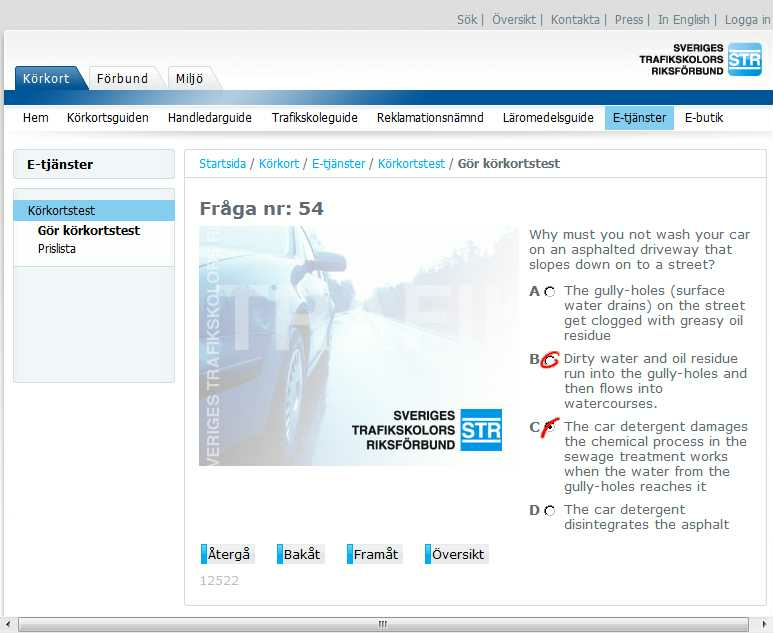 Sök | Översikt | Kontakta | Press | In English | Logga in
SVERIGES
TRAFIKSKOLORS
RIKSFÖRBUND
STR
Körkort Förbund Miljö
Hem Körkortsguiden Handledarguide Trafikskoleguide Reklamationsnämnd Läromedelsguide E-tjänster E-butik
E-tjänster
Körkortstest
Gör körkortstest
Prislista
Startsida / Körkort / E-tjänster / Körkortstest / Gör körkortstest
Fråga nr: 54
SVERIGES TRAFIKSKOLORS RI
TRAFI
SVERIGES
TRAFIKSKOLORS
RIKSFÖRBUND
STR
Why must you not wash your car
on an asphalted driveway that
slopes down on to a street?
A The gully-holes (surface
water drains) on the street
get clogged with greasy oil
residue
B Dirty water and oil residue
run into the gully-holes and
then flows into
watercourses.
C The car detergent damages
the chemical process in the
sewage treatment works
when the water from the
gully-holes reaches it
D The car detergent
disintegrates the asphalt
Återgå Bakåt Framåt Översikt
12522